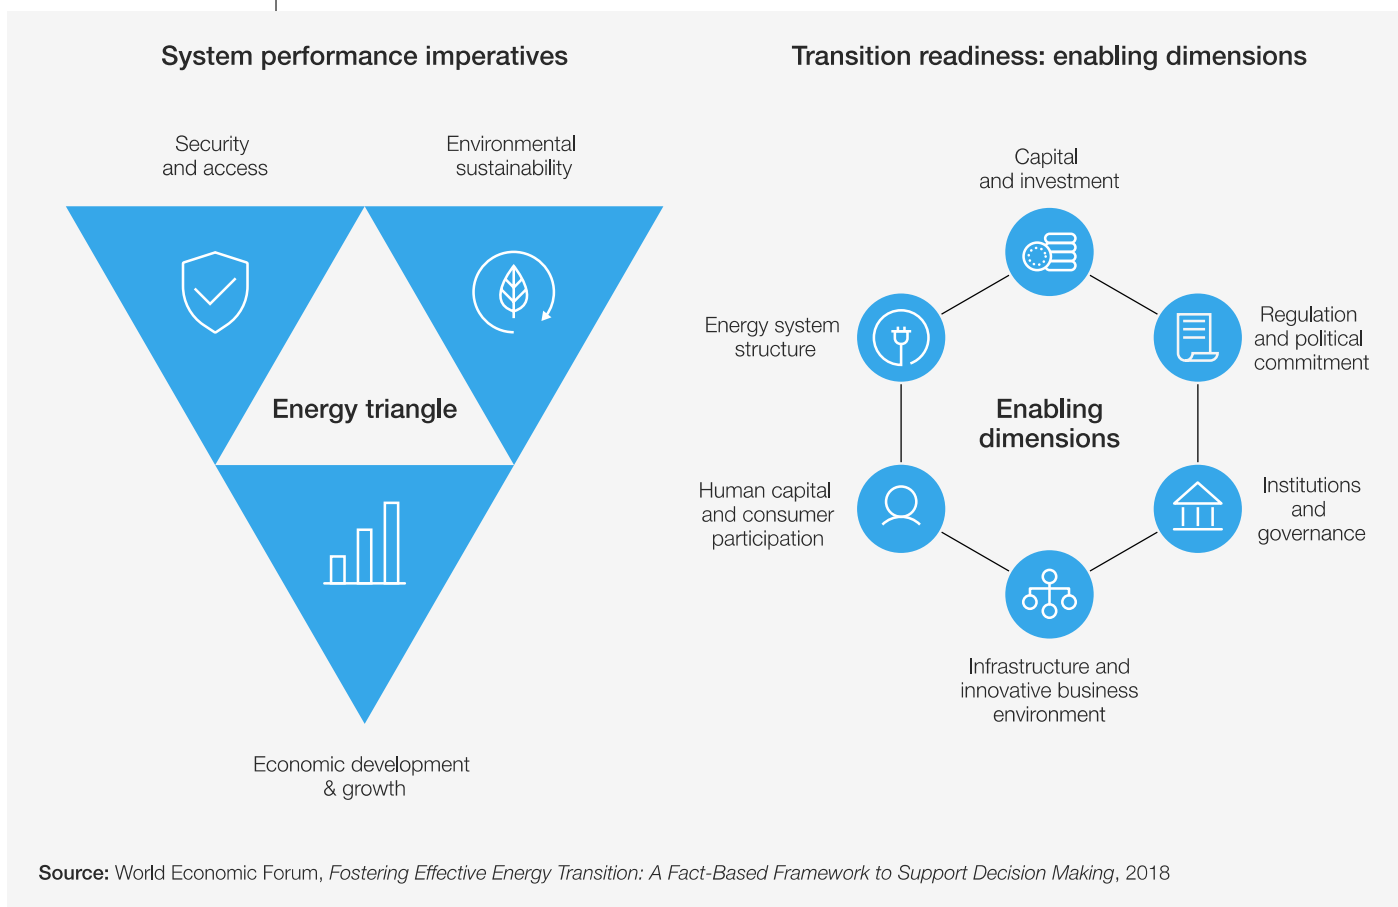 System performance imperatives
Security
and access
Environmental
sustainability
Energy triangle
Economic development
& growth
Transition readiness: enabling dimensions
Capital
and investment
Energy system
structure
Regulation
and political
commitment
Enabling
dimensions
Human capital
and consumer
participation
Institutions
and
governance
Infrastructure and
innovative business
environment
Source: World Economic Forum, Fostering Effective Energy Transition: A Fact-Based Framework to Support Decision Making, 2018